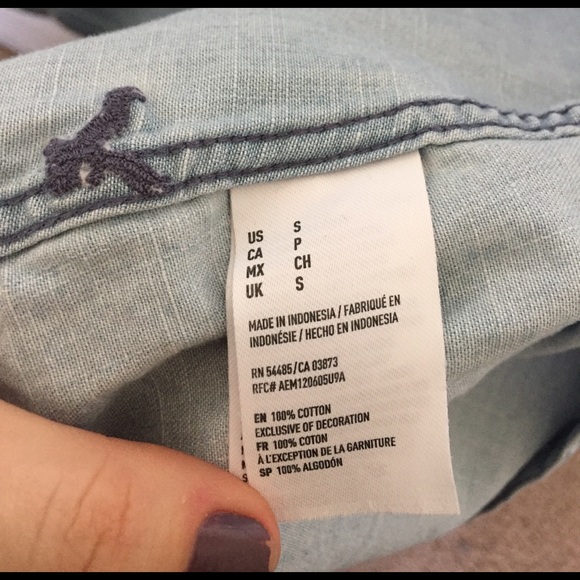 US S
CA P
MX CH
UK S
MADE IN INDONESIA / FABRIQUÉ EN
INDONÉSIE / HECHO EN INDONESIA
RN 54485/CA 03873
RFC# AEM120605U9A
EN 100% COTTON
EXCLUSIVE OF DECORATION
FR 100% COTON
À L'EXCEPTION DE LA GARNITURE
SP 100% ALGODÓN